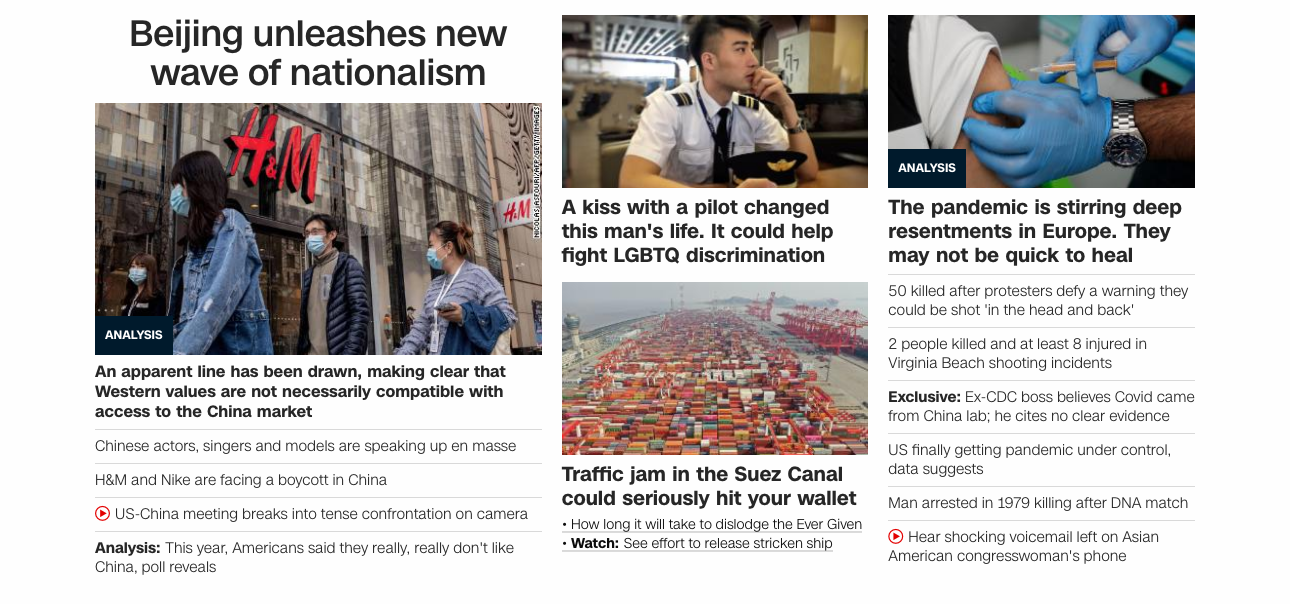 Beijing unleashes new
wave of nationalism
H&M
H&M
NICOLAS ASFOURI/AFP/GETTY IMAGES
ANALYSIS
An apparent line has been drawn, making clear that
Western values are not necessarily compatible with
access to the China market
Chinese actors, singers and models are speaking up en masse
H&M and Nike are facing a boycott in China
US-China meeting breaks into tense confrontation on camera
Analysis: This year, Americans said they really, really don't like
China, poll reveals
A kiss with a pilot changed
this man's life. It could help
fight LGBTQ discrimination
Traffic jam in the Suez Canal
could seriously hit your wallet
• How long it will take to dislodge the Ever Given
• Watch: See effort to release stricken ship
ANALYSIS
The pandemic is stirring deep
resentments in Europe. They
may not be quick to heal
50 killed after protesters defy a warning they
could be shot 'in the head and back'
2 people killed and at least 8 injured in
Virginia Beach shooting incidents
Exclusive: Ex-CDC boss believes Covid came
from China lab; he cites no clear evidence
US finally getting pandemic under control,
data suggests
Man arrested in 1979 killing after DNA match
Hear shocking voicemail left on Asian
American congresswoman's phone